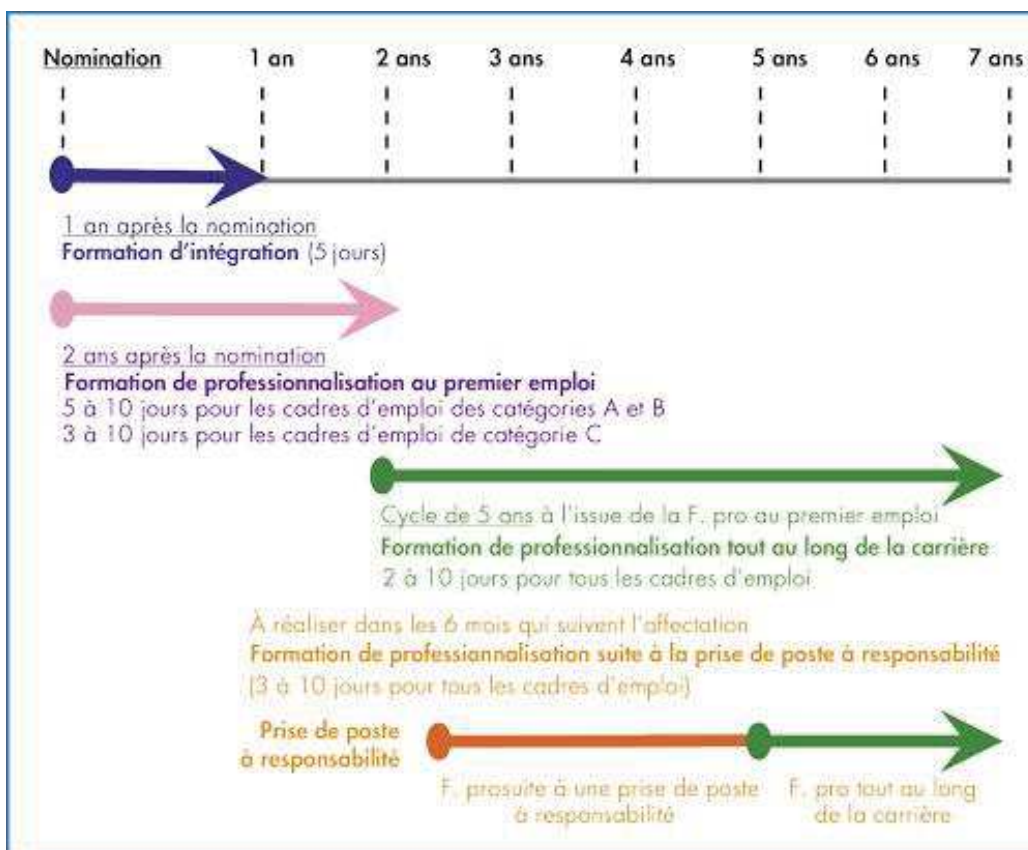 Nomination 1 an 2 ans 3 ans 4 ans 5 ans 6 ans 7 ans
1 an après la nomination
Formation d'intégration (5 jours)
2 ans après la nomination
Formation de professionnalisation au premier emploi
5 à 10 jours pour les cadres d'emploi des catégories A et B
3 à 10 jours pour les cadres d'emploi de catégorie C
Cycle de 5 ans à l'issue de la F. pro au premier emploi
Formation de professionnalisation tout au long de la carrière
2 à 10 jours pour tous les cadres d'emploi
À réaliser dans les 6 mois qui suivent l'affectation
Formation de professionnalisation suite à la prise de poste à responsabilité
(3 à 10 jours pour tous les cadres d'emploi)
Prise de poste
à responsabilité
F. prosuite à une prise de poste
à responsabilité
F. pro tout au long
de la carrière